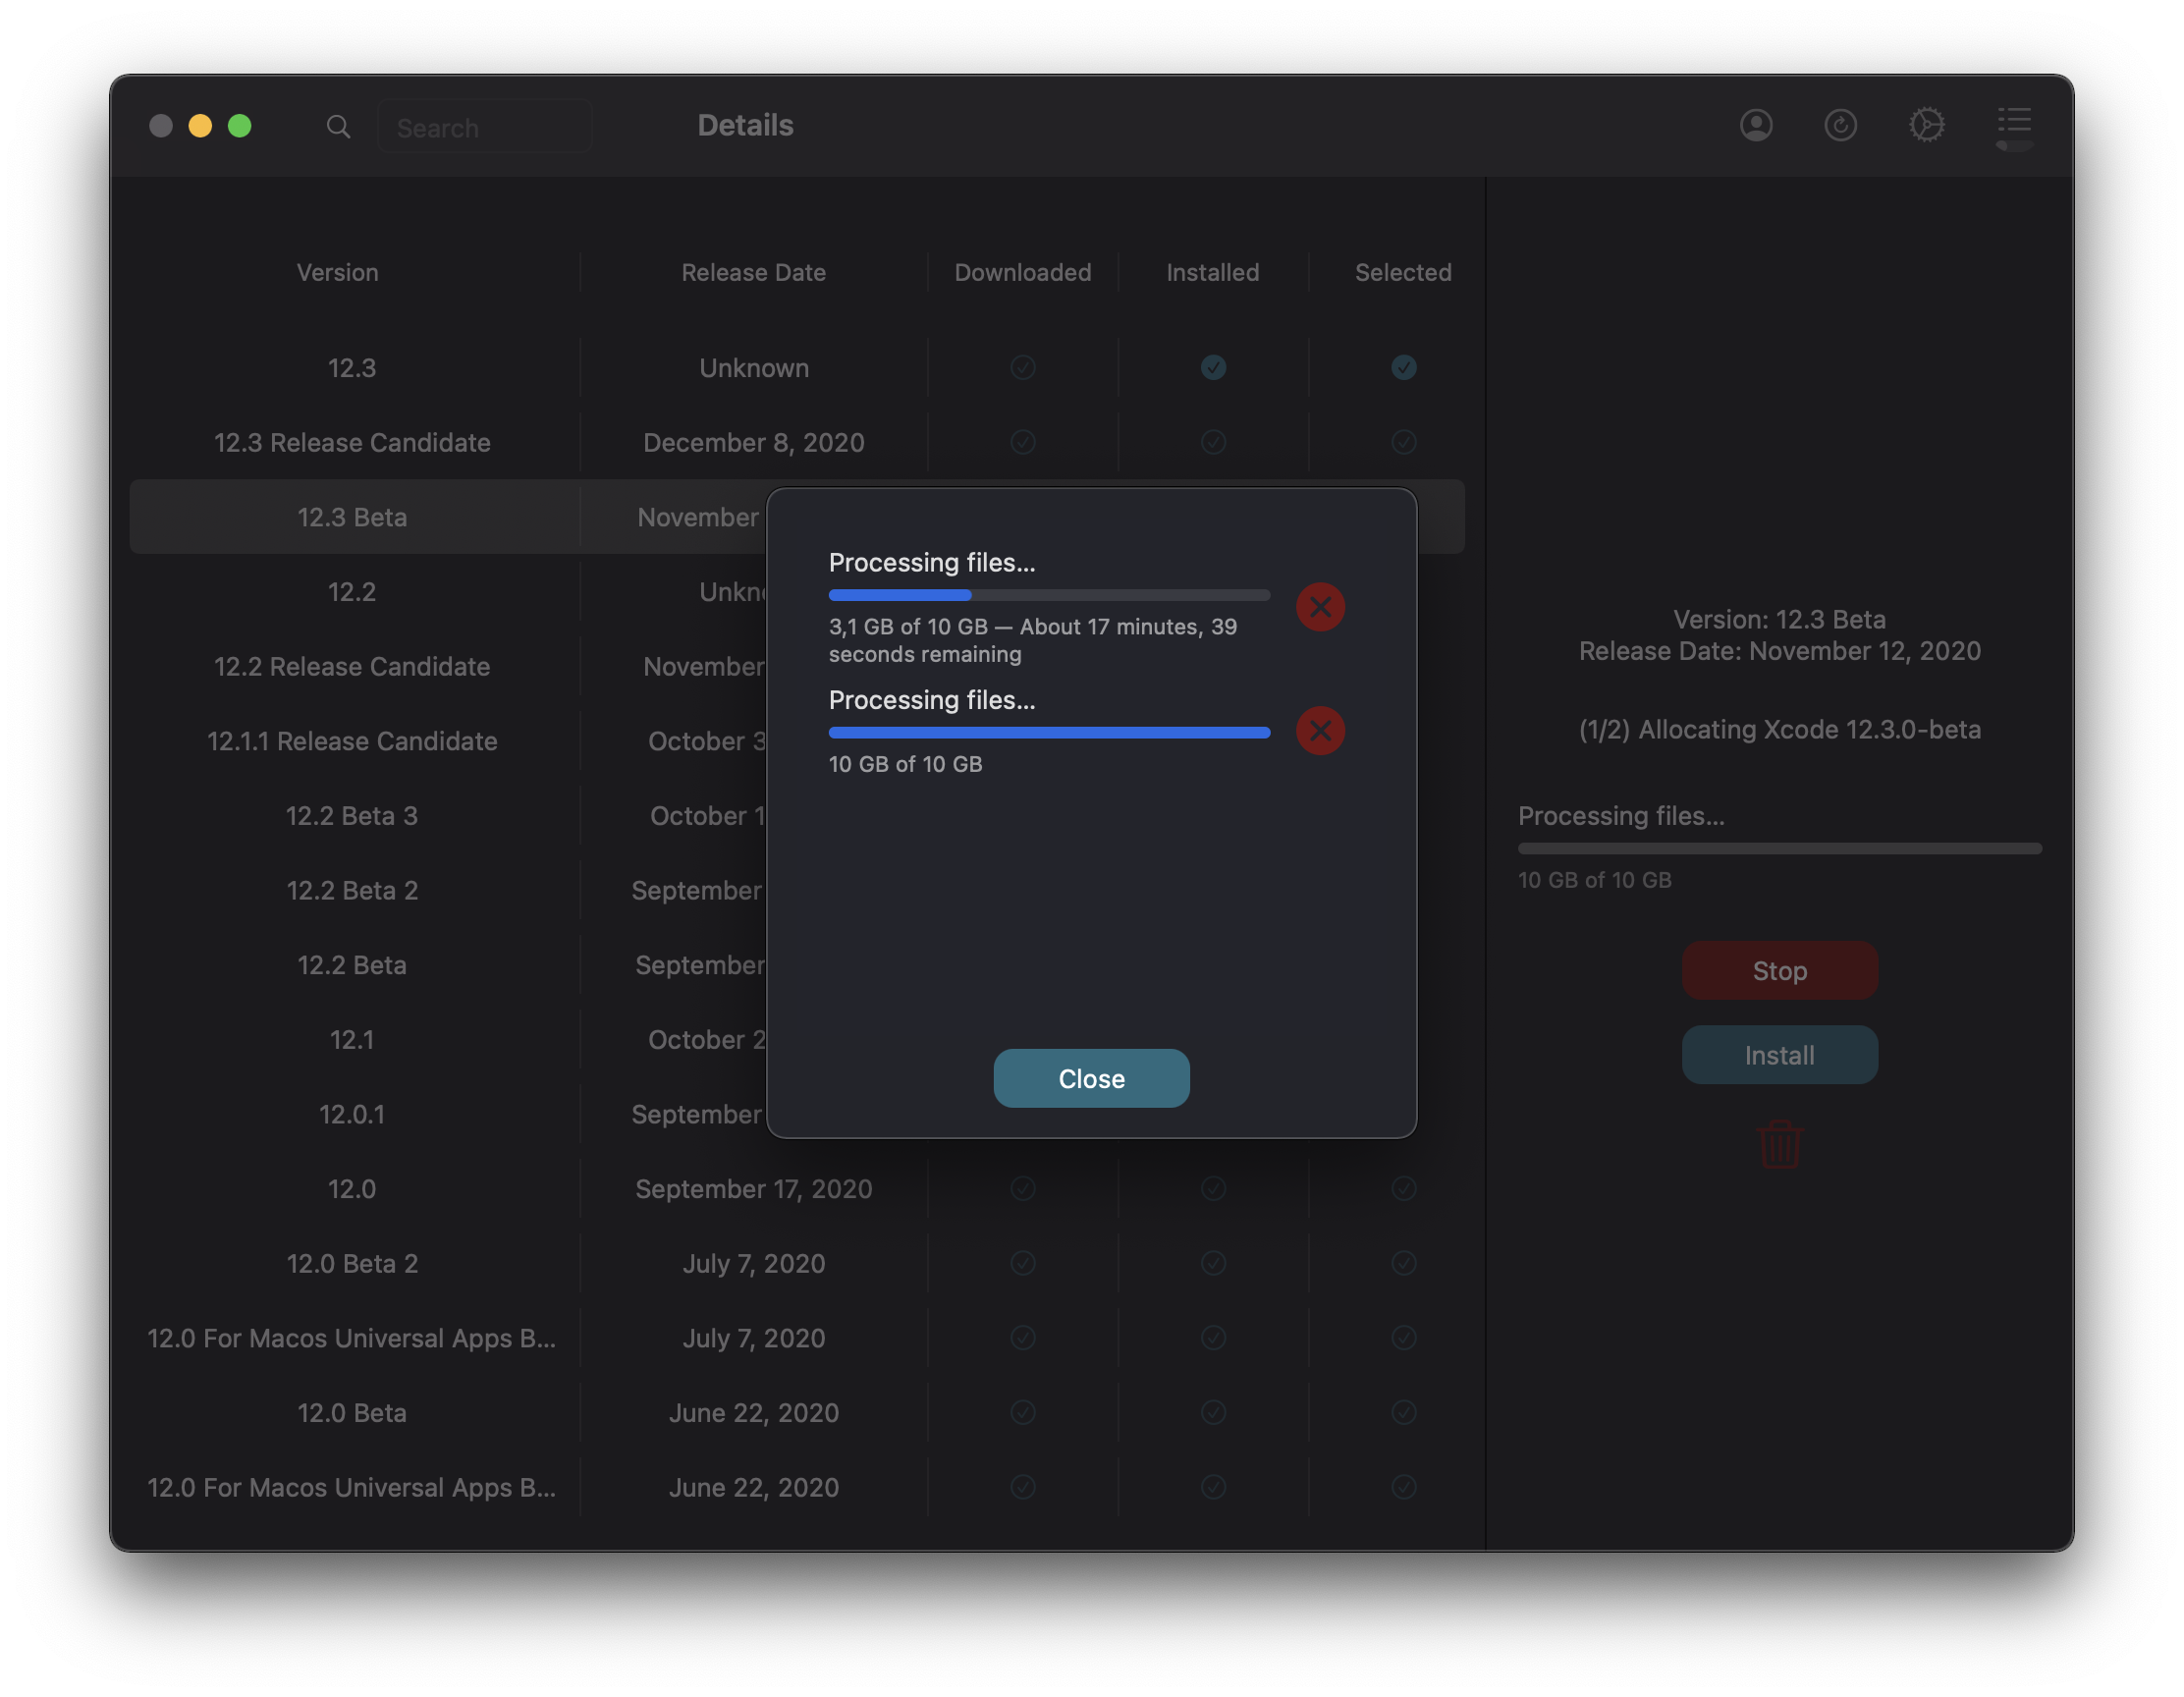 Search
Details
Version Release Date Downloaded Installed Selected
12.3 Unknown
12.3 Release Candidate December 8, 2020
12.3 Beta November
12.2 Unkno
12.2 Release Candidate November
12.1.1 Release Candidate October 3
12.2 Beta 3 October 1
12.2 Beta 2 September
12.2 Beta September
12.1 October 2
12.0.1 September
12.0 September 17, 2020
12.0 Beta 2 July 7, 2020
12.0 For Macos Universal Apps B... July 7, 2020
12.0 Beta June 22, 2020
12.0 For Macos Universal Apps B... June 22, 2020
Processing files...
3,1 GB of 10 GB — About 17 minutes, 39
seconds remaining
Processing files...
10 GB of 10 GB
Close
Version: 12.3 Beta
Release Date: November 12, 2020
(1/2) Allocating Xcode 12.3.0-beta
Processing files...
10 GB of 10 GB
Stop
Install